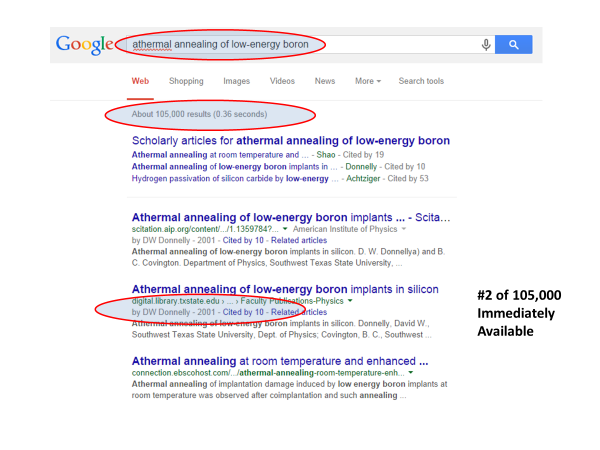 Google athermal annealing of low-energy boron
Web Shopping Images Videos News More Search tools
About 105,000 results (0.36 seconds)
Scholarly articles for athermal annealing of low-energy boron
Athermal annealing at room temperature and ... - Shao - Cited by 19
Athermal annealing of low-energy boron implants in ... - Donnelly - Cited by 10
Hydrogen passivation of silicon carbide by low-energy ... - Achtziger - Cited by 53
Athermal annealing of low-energy boron implants ... - Scita...
scitation.aip.org/content/.../1.1359784?... American Institute of Physics
by DW Donnelly - 2001 - Cited by 10 - Related articles
Athermal annealing of low-energy boron implants in silicon. D. W. Donnellya) and B.
C. Covington. Department of Physics, Southwest Texas State University, ...
Athermal annealing of low-energy boron implants in silicon
digital.library.txstate.edu › ... › Faculty Publications-Physics
by DW Donnelly - 2001 - Cited by 10 - Related articles
Athermal annealing of low-energy boron implants in silicon. Donnelly, David W.,
Southwest Texas State University, Dept. of Physics; Covington, B. C., Southwest ...
#2 of 105,000
Immediately
Available
Athermal annealing at room temperature and enhanced ...
connection.ebscohost.com/.../athermal-annealing-room-temperature-enh...
Athermal annealing of implantation damage induced by low energy boron implants at
room temperature was observed after coimplantation and such annealing ...